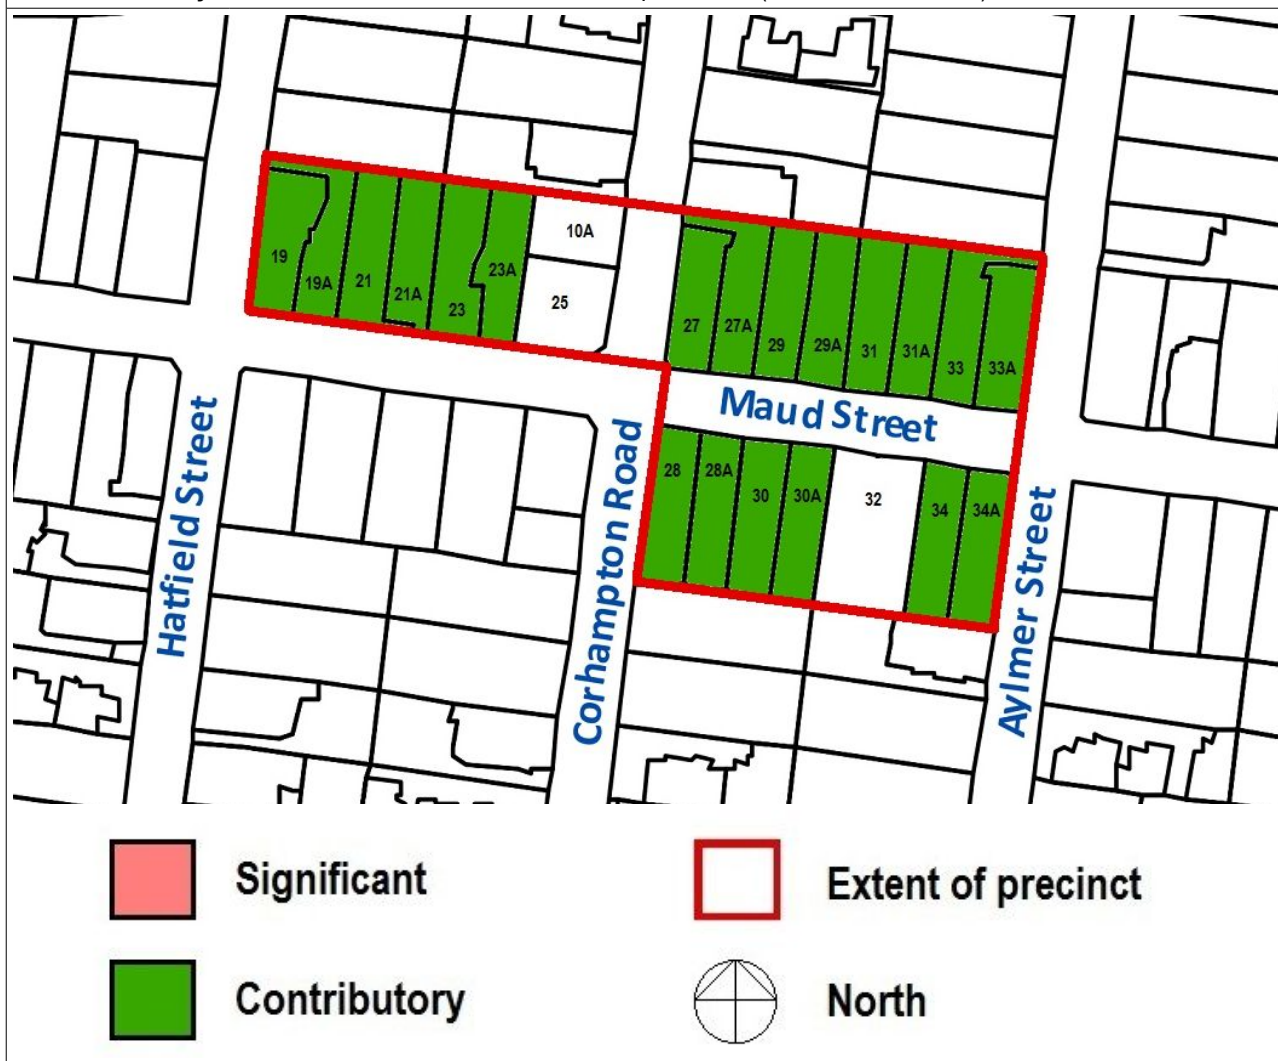 10A
19
19A
21
21A
23
23A
25
27
27A
29
29A
31
31A
33
33A
Maud Street
28
28A
30
30A
32
34
34A
Hatfield Street
Corhampton Road
Aylmer Street
Significant
Extent of precinct
Contributory
North